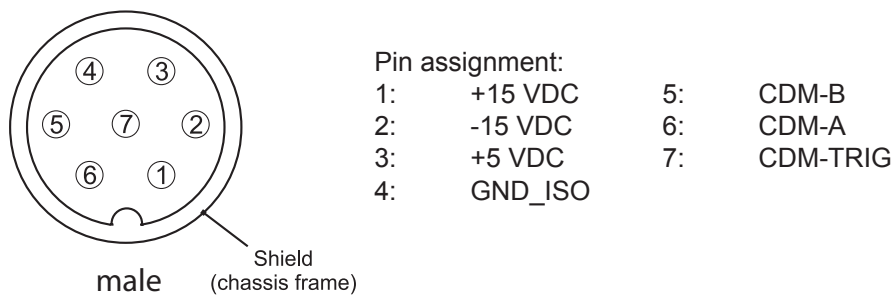 4 3
5 7 2
6 1
Shield
(chassis frame)
male
Pin assignment:
1: +15 VDC 5: CDM-B
2: -15 VDC 6: CDM-A
3: +5 VDC 7: CDM-TRIG
4: GND_ISO